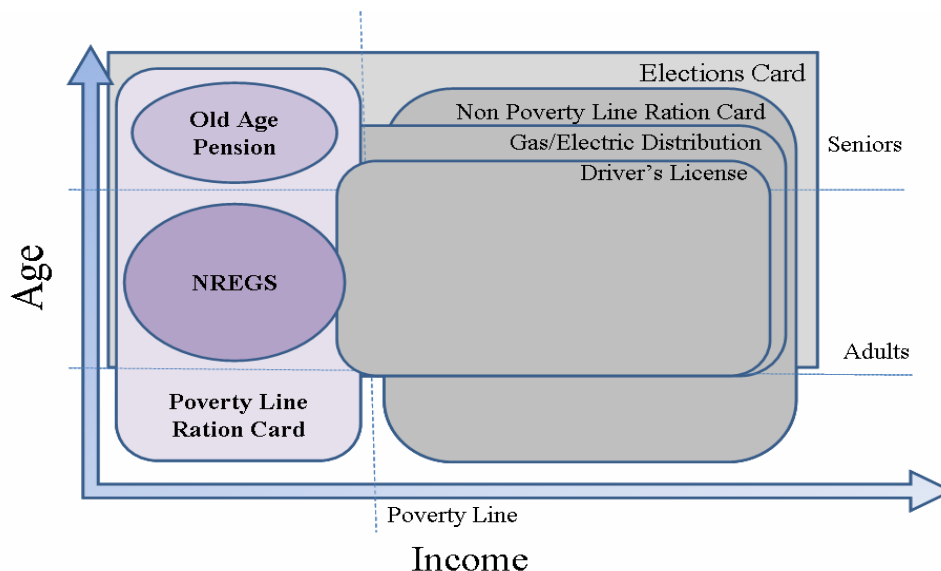 Elections Card
Non Poverty Line Ration Card
Old Age
Pension
Gas/Electric Distribution
Seniors
Driver's License
Age
NREGS
Adults
Poverty Line
Ration Card
Poverty Line
Income